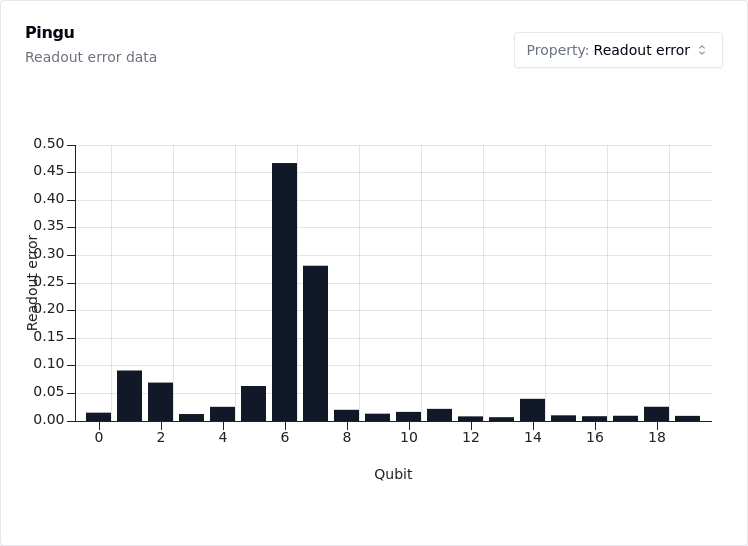 Pingu
Readout error data
Property: Readout error
0.50
0.45
0.40
0.35
0.30
0.25
0.20
0.15
0.10
0.05
0.00
Readout error
0 2 4 6 8 10 12 14 16 18
Qubit